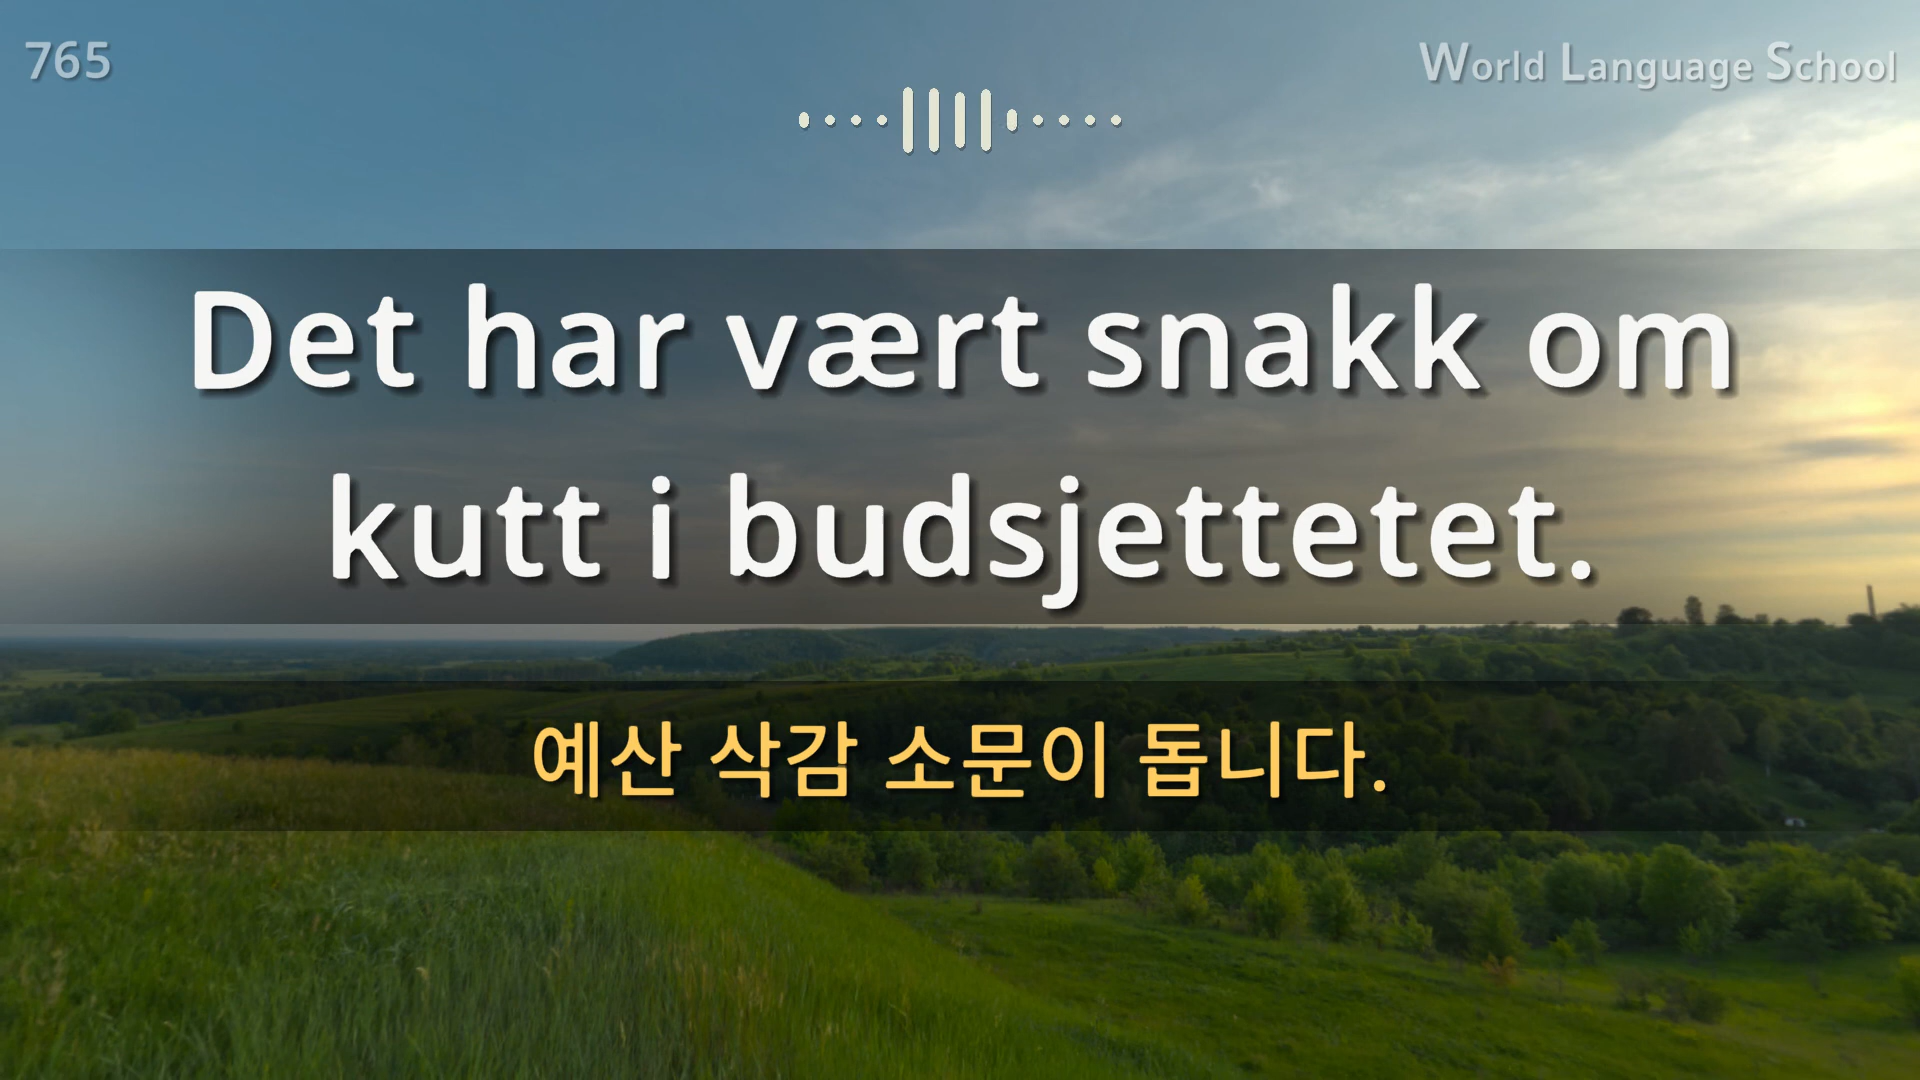 765
World Language School
Det har vært snakk om
kutt i budsjettetet.
예산 삭감 소문이 돕니다.